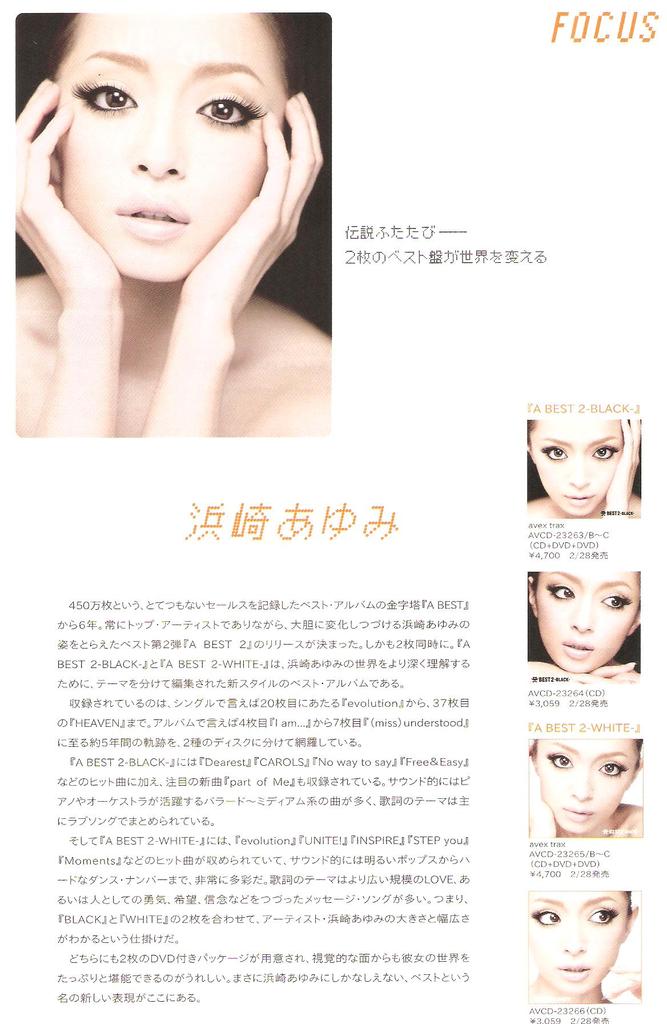 FOCUS
伝説ふたたび――
2枚のベスト盤が世界を変える
浜崎あゆみ
450万枚という、とてつもないセールスを記録したベスト・アルバムの金字塔『A BEST』
から6年。常にトップ・アーティストでありながら、大胆に変化しつづける浜崎あゆみの
姿をとらえたベスト第2弾『A BEST 2』のリリースが決まった。しかも2枚同時に。『A
BEST 2-BLACK-』と『A BEST 2-WHITE-』は、浜崎あゆみの世界をより深く理解する
ために、テーマを分けて編集された新スタイルのベスト・アルバムである。
収録されているのは、シングルで言えば20枚目にあたる『evolution』から、37枚目
の『HEAVEN』まで。アルバムで言えば4枚目『I am...』から7枚目『(miss)understood』
に至る約5年間の軌跡を、2種のディスクに分けて網羅している。
『A BEST 2-BLACK-』には『Dearest』『CAROLS』『No way to say』『Free&Easy』
などのヒット曲に加え、注目の新曲『part of Me』も収録されている。サウンド的にはピ
アノやオーケストラが活躍するバラード〜ミディアム系の曲が多く、歌詞のテーマは主
にラブソングでまとめられている。
そして『A BEST 2-WHITE-』には、『evolution』『UNITE!』『INSPIRE』『STEP you』
『Moments』などのヒット曲が収められていて、サウンド的には明るいポップスからハ
ードなダンス・ナンバーまで、非常に多彩だ。歌詞のテーマはより広い規模のLOVE、あ
るいは人としての勇気、希望、信念などをつづったメッセージ・ソングが多い。つまり、
『BLACK』と『WHITE』の2枚を合わせて、アーティスト・浜崎あゆみの大きさと幅広さ
がわかるという仕掛けだ。
どちらにも2枚のDVD付きパッケージが用意され、視覚的な面からも彼女の世界を
たっぷりと堪能できるのがうれしい。まさに浜崎あゆみにしかなしえない、ベストという
名の新しい表現がここにある。
『A BEST 2-BLACK-』
BEST2-BLACK-
avex trax
AVCD-23263/B〜C
(CD+DVD+DVD)
¥4,700 2/28発売
BEST2-BLACK-
AVCD-23264(CD)
¥3,059 2/28発売
『A BEST 2-WHITE-』
avex trax
AVCD-23265/B〜C
(CD+DVD+DVD)
¥4,700 2/28発売
AVCD-23266(CD)
¥3,059 2/28発売